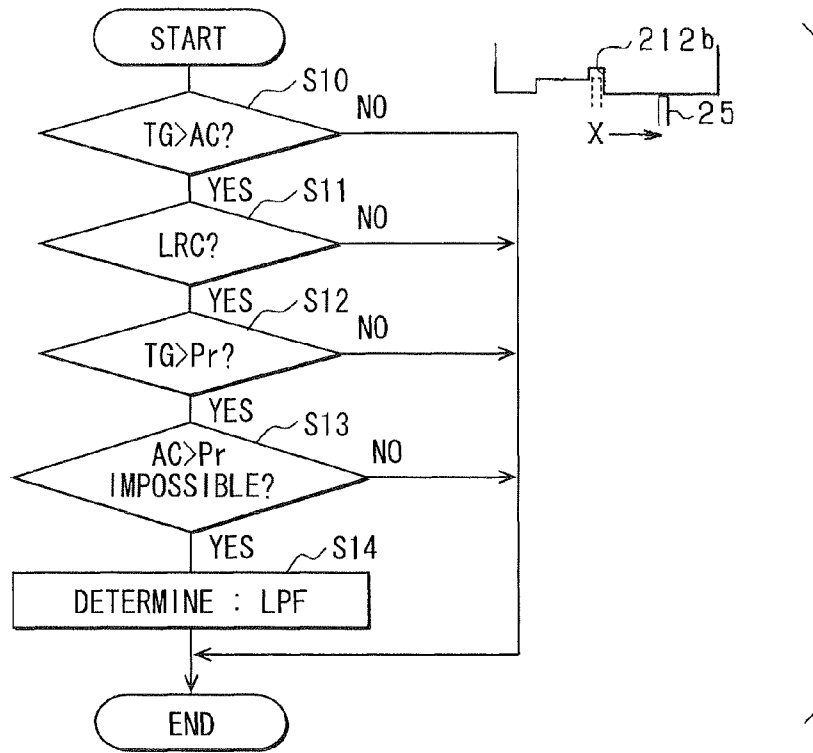 START
212b
S10
NO
25
TG>AC?
X
YES
S11
NO
LRC?
YES
S12
NO
TG>Pr?
YES
S13
AC>Pr
IMPOSSIBLE?
NO
YES
S14
DETERMINE : LPF
END